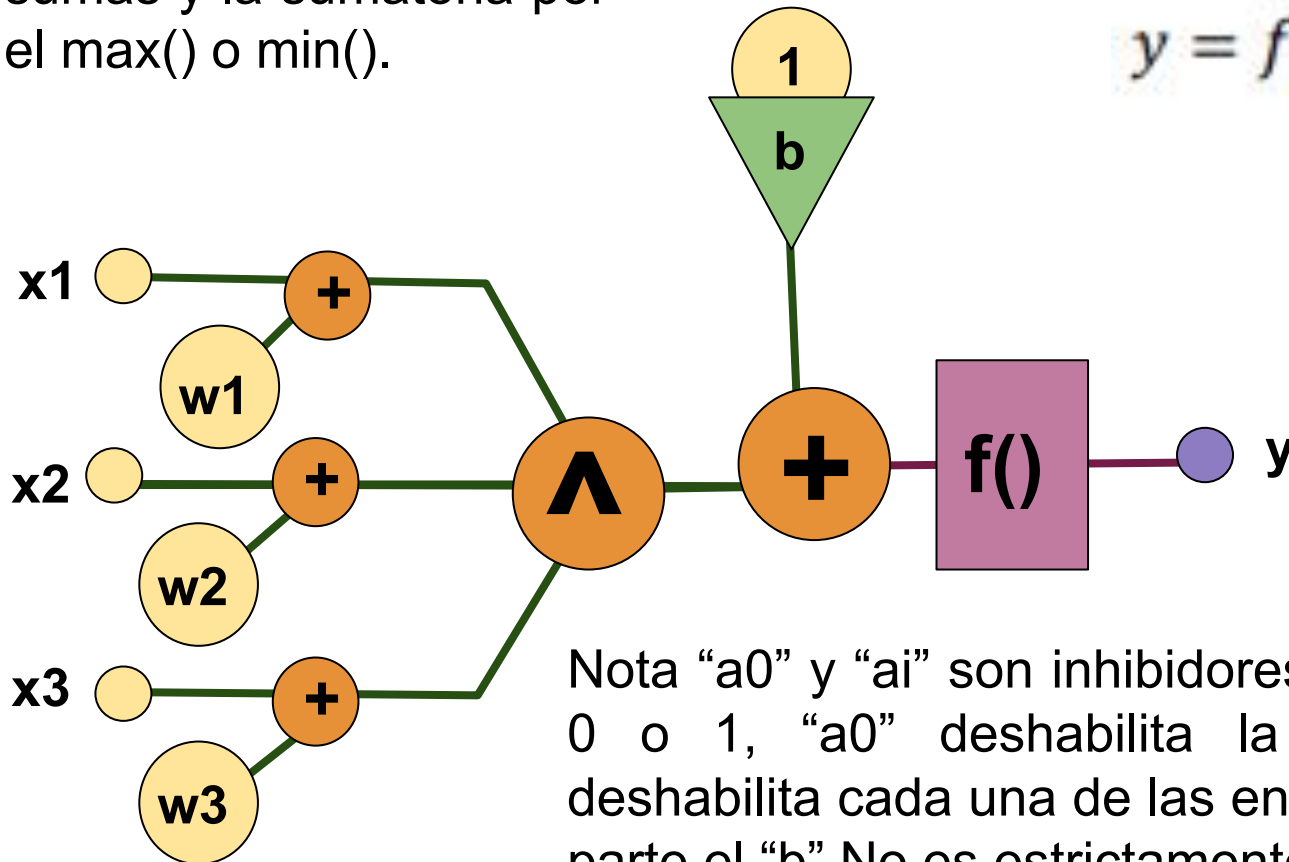 el max() o min().
y = f
1
b
x1
+
w1
x2
+
w2
x3
+
w3
Λ
+
f()
y
Nota “a0” y “ai” son inhibidores
0 o 1, “a0” deshabilita la
deshabilita cada una de las en